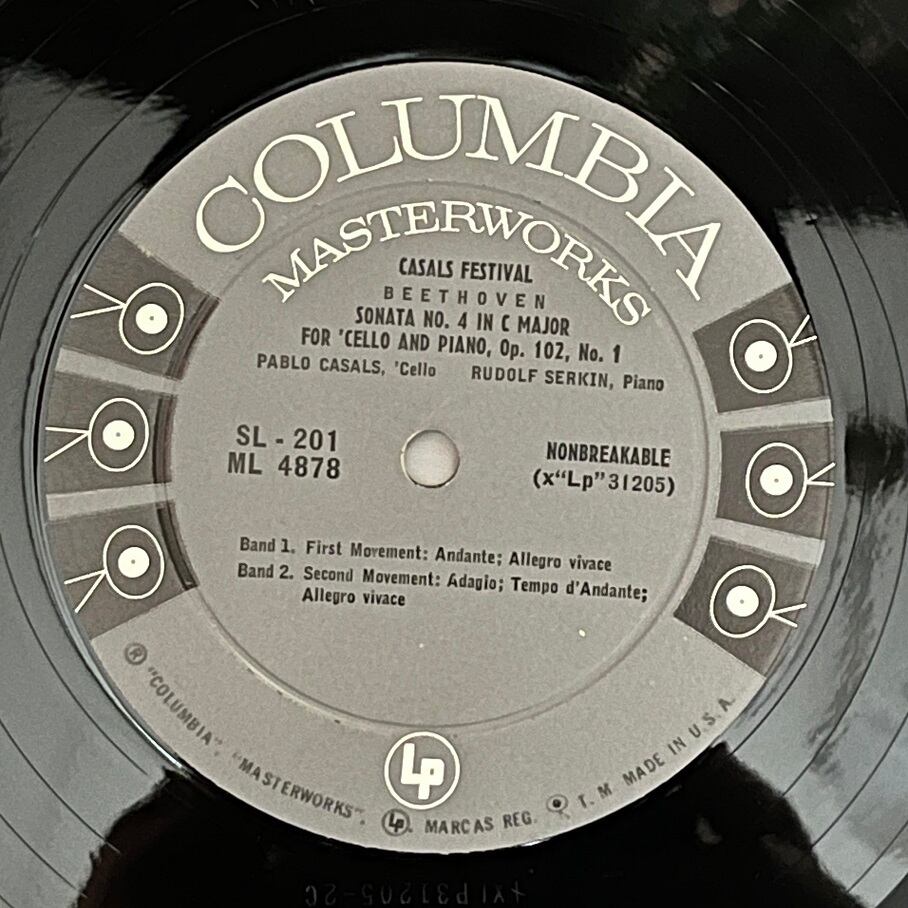 COLUMBIA
MASTERWORKS
CASALS FESTIVAL
BEETHOVEN
SONATA NO. 4 IN C MAJOR
FOR 'CELLO AND PIANO, Op. 102, No. 1
PABLO CASALS, 'Cello RUDOLF SERKIN, Piano
SL - 201
ML 4878
NONBREAKABLE
(x“Lp”31205)
Band 1. First Movement: Andante; Allegro vivace
Band 2. Second Movement: Adagio; Tempo d'Andante;
Allegro vivace
Lp
® "COLUMBIA", "MASTERWORKS", Lp. MARCAS REG. T. M. MADE IN U.S.A.